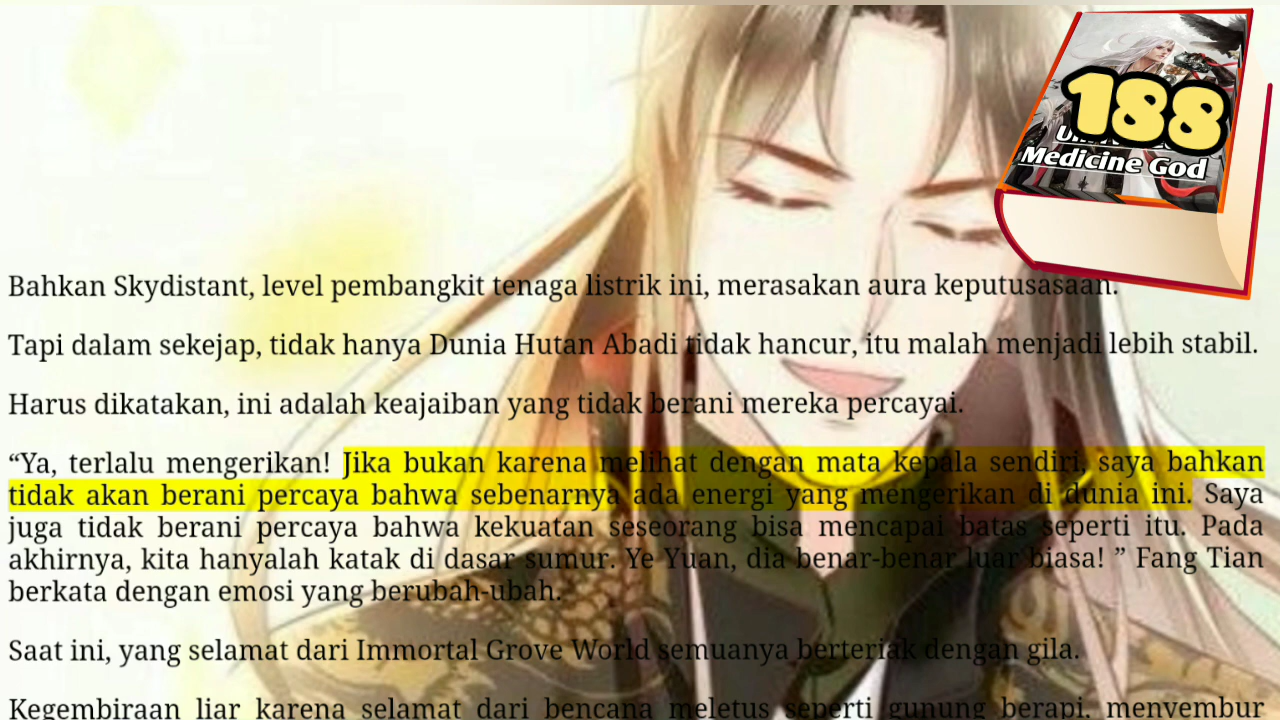 188
Medicine God
Bahkan Skydistant, level pembangkit tenaga listrik ini, merasakan aura keputusasaan.
Tapi dalam sekejap, tidak hanya Dunia Hutan Abadi tidak hancur, itu malah menjadi lebih stabil.
Harus dikatakan, ini adalah keajaiban yang tidak berani mereka percayai.
“Ya, terlalu mengerikan! Jika bukan karena melihat dengan mata kepala sendiri, saya bahkan
tidak akan berani percaya bahwa sebenarnya ada energi yang mengerikan di dunia ini. Saya
juga tidak berani percaya bahwa kekuatan seseorang bisa mencapai batas seperti itu. Pada
akhirnya, kita hanyalah katak di dasar sumur. Ye Yuan, dia benar-benar luar biasa! ” Fang Tian
berkata dengan emosi yang berubah-ubah.
Saat ini, yang selamat dari Immortal Grove World semuanya berteriak dengan gila.
Kegembiraan liar karena selamat dari bencana meletus seperti gunung berapi, menyembur